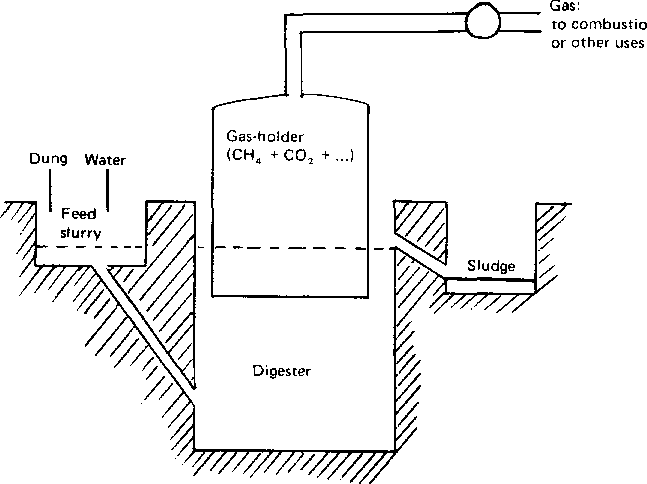 Gas:
to combustio
or other uses
Gas-holder
(CH₄ + CO₂ + ...)
Dung Water
Feed
slurry
Sludge
Digester